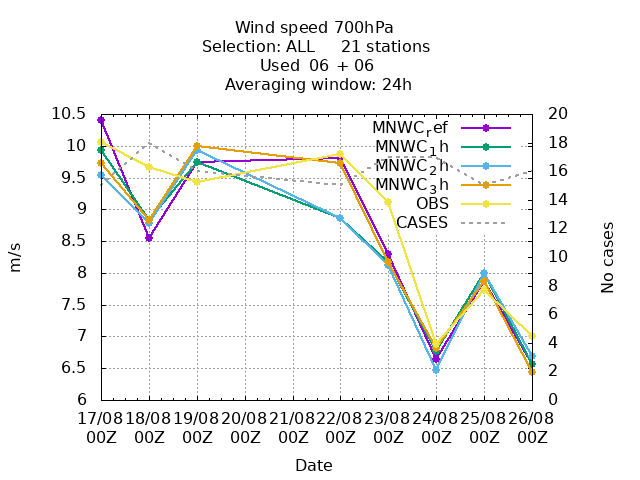 Wind speed 700hPa
Selection: ALL 21 stations
Used 06 + 06
Averaging window: 24h
10.5
10
9.5
9
8.5
8
7.5
7
6.5
6
m/s
20
18
16
14
12
10
8
6
4
2
0
No cases
MNWC_ref
MNWC_1h
MNWC_2h
MNWC_3h
OBS
CASES
17/08 18/08 19/08 20/08 21/08 22/08 23/08 24/08 25/08 26/08
00Z 00Z 00Z 00Z 00Z 00Z 00Z 00Z 00Z 00Z
Date